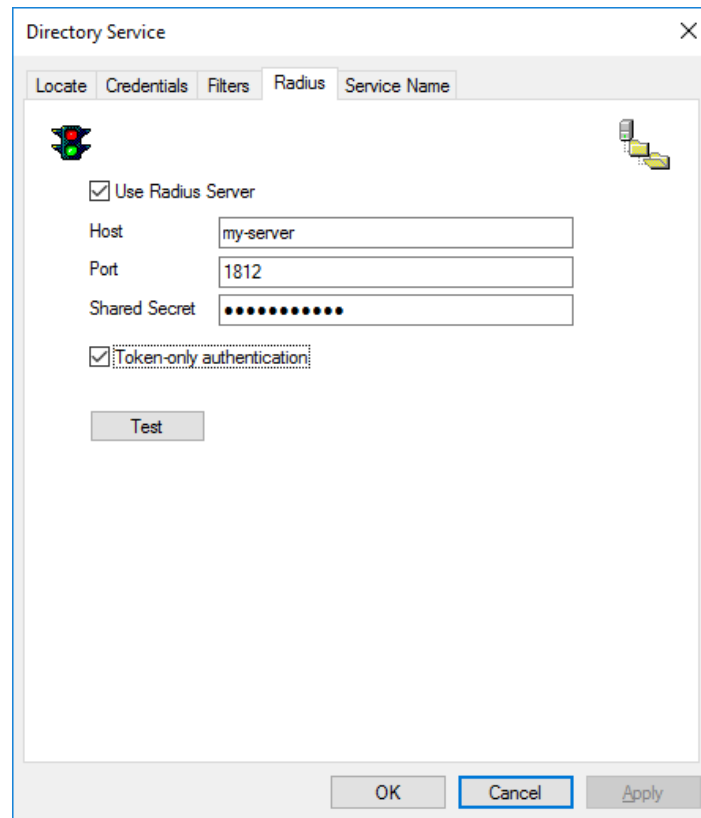 Directory Service
Locate Credentials Filters Radius Service Name
Use Radius Server
Host my-server
Port 1812
Shared Secret ●●●●●●●●●●●
Token-only authentication
Test
OK Cancel Apply